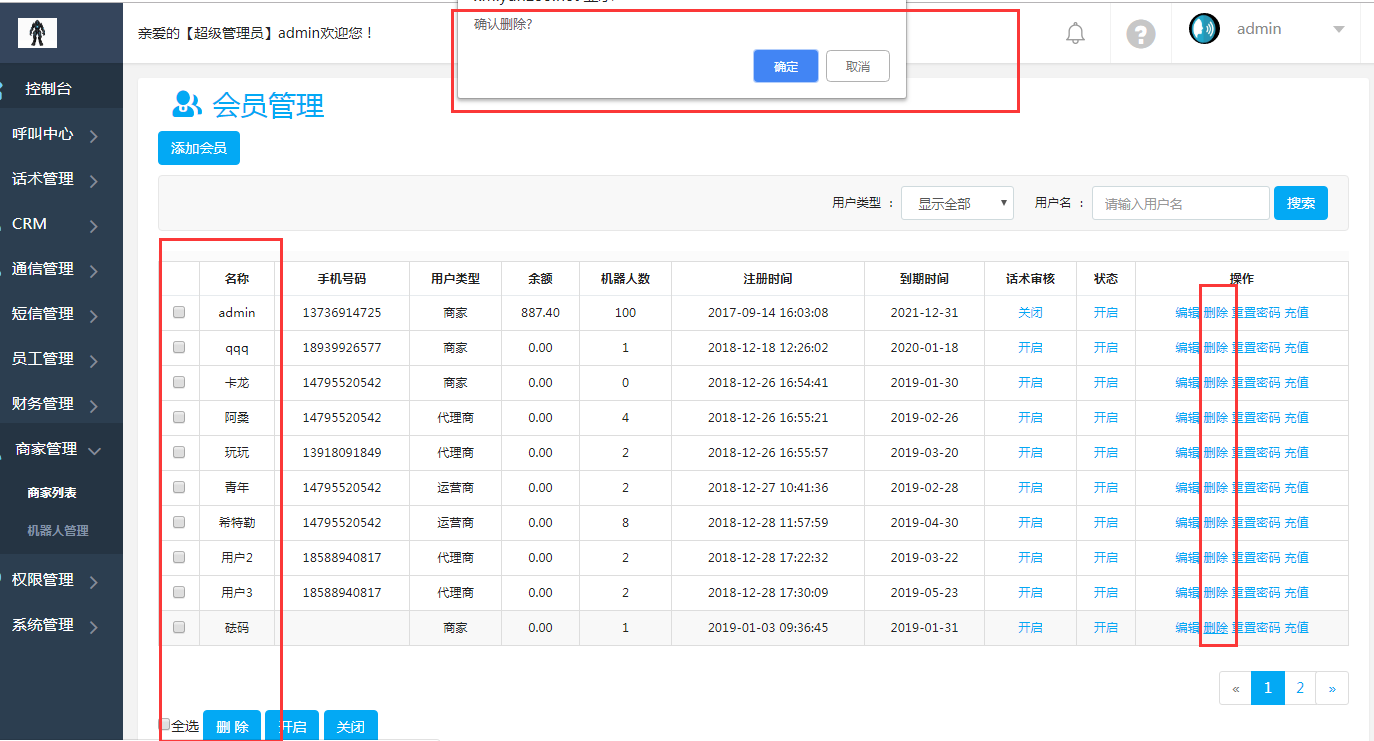 亲爱的【超级管理员】admin欢迎您！
确认删除?
确定
取消
admin
控制台
呼叫中心
话术管理
CRM
通信管理
短信管理
员工管理
财务管理
商家管理
商家列表
机器人管理
权限管理
系统管理
会员管理
添加会员
用户类型 ： 显示全部 用户名 ： 请输入用户名 搜索
名称 手机号码 用户类型 余额 机器人数 注册时间 到期时间 话术审核 状态 操作
admin 13736914725 商家 887.40 100 2017-09-14 16:03:08 2021-12-31 关闭 开启 编辑 删除 重置密码 充值
qqq 18939926577 商家 0.00 1 2018-12-18 12:26:02 2020-01-18 开启 开启 编辑 删除 重置密码 充值
卡龙 14795520542 商家 0.00 0 2018-12-26 16:54:41 2019-01-30 开启 开启 编辑 删除 重置密码 充值
阿桑 14795520542 代理商 0.00 4 2018-12-26 16:55:21 2019-02-26 开启 开启 编辑 删除 重置密码 充值
玩玩 13918091849 代理商 0.00 2 2018-12-26 16:55:57 2019-03-20 开启 开启 编辑 删除 重置密码 充值
青年 14795520542 运营商 0.00 2 2018-12-27 10:41:36 2019-02-28 开启 开启 编辑 删除 重置密码 充值
希特勒 14795520542 运营商 0.00 8 2018-12-28 11:57:59 2019-04-30 开启 开启 编辑 删除 重置密码 充值
用户2 18588940817 代理商 0.00 2 2018-12-28 17:22:32 2019-03-22 开启 开启 编辑 删除 重置密码 充值
用户3 18588940817 代理商 0.00 2 2018-12-28 17:30:09 2019-05-23 开启 开启 编辑 删除 重置密码 充值
砝码 商家 0.00 1 2019-01-03 09:36:45 2019-01-31 开启 开启 编辑 删除 重置密码 充值
« 1 2 »
全选 删 除 开启 关闭